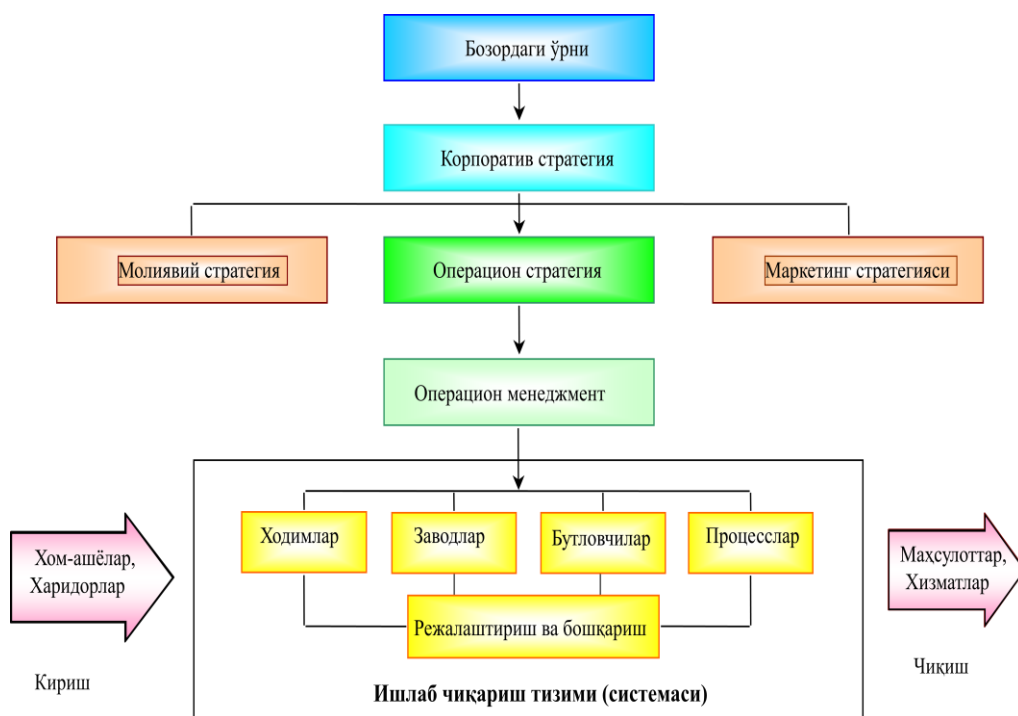 Бозордаги ўрни
Корпоратив стратегия
Молиявий стратегия
Операцион стратегия
Маркетинг стратегияси
Операцион менеджмент
Ходимлар
Заводлар
Бутловчилар
Процесслар
Хом-ашёлар,
Харидорлар
Маҳсулоттар,
Хизматлар
Режалаштириш ва бошқариш
Кириш
Чиқиш
Ишлаб чиқариш тизими (системаси)